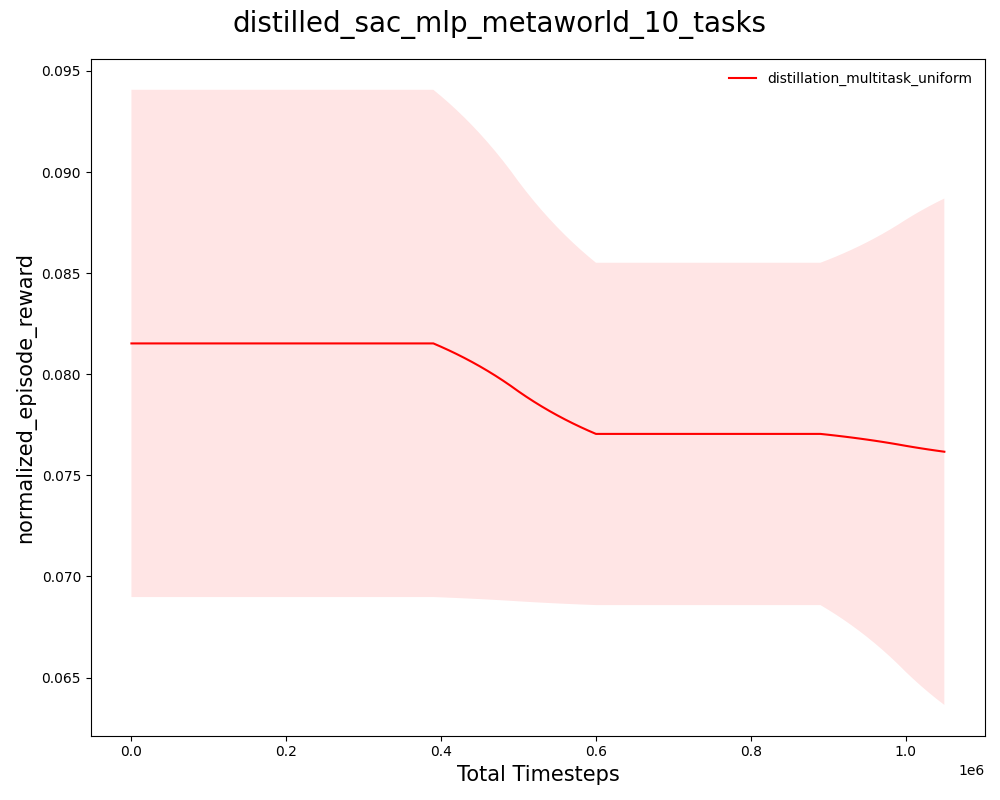 distilled_sac_mlp_metaworld_10_tasks
distillation_multitask_uniform
normalized_episode_reward
0.095
0.090
0.085
0.080
0.075
0.070
0.065
0.0 0.2 0.4 0.6 0.8 1.0
1e6
Total Timesteps